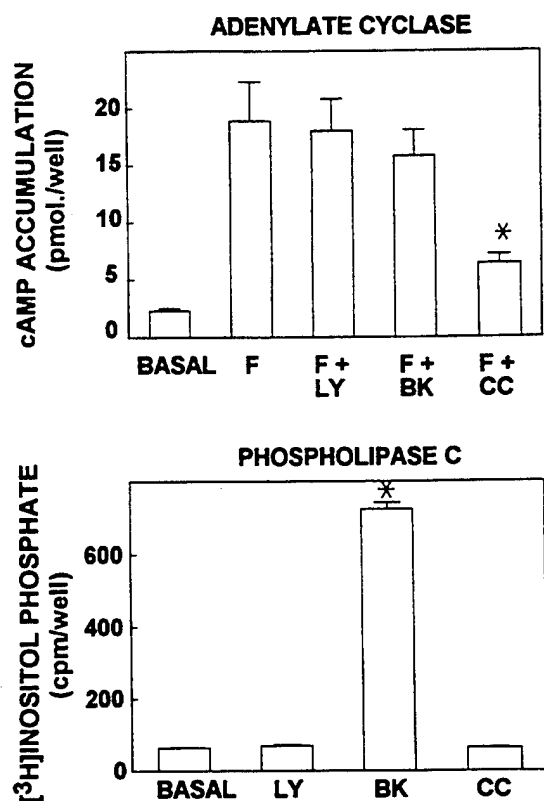 ADENYLATE CYCLASE
cAMP ACCUMULATION
(pmol./well)
20
15
10
5
0
*
BASAL F F + F + F +
LY BK CC
PHOSPHOLIPASE C
[³H]INOSITOL PHOSPHATE
(cpm/well)
600
400
200
0
*
BASAL LY BK CC